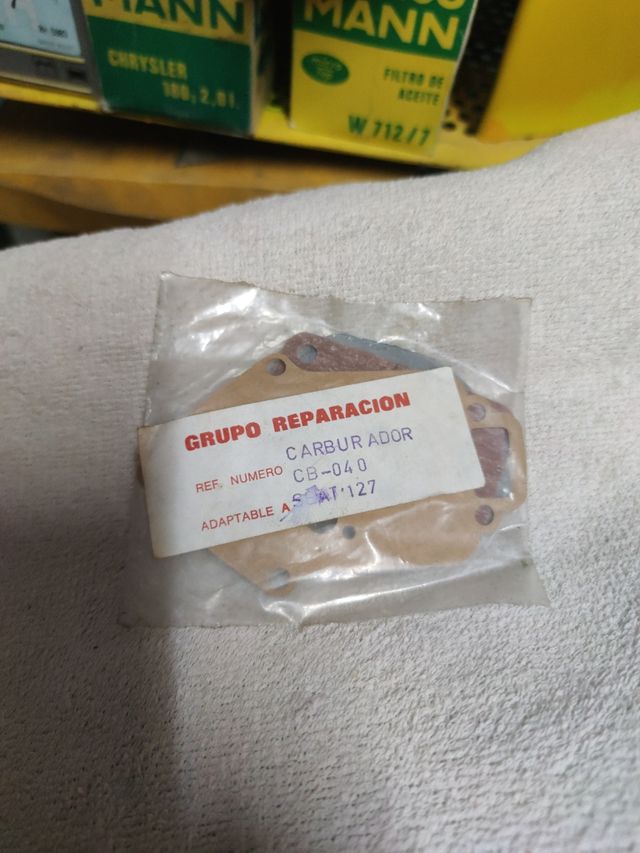 MANN
CHRYSLER
180, 2, 0 l.
MANN
FILTRO DE
ACEITE
W 712/7
GRUPO REPARACION
CARBURADOR
REF. NUMERO CB-040
ADAPTABLE A SEAT 127